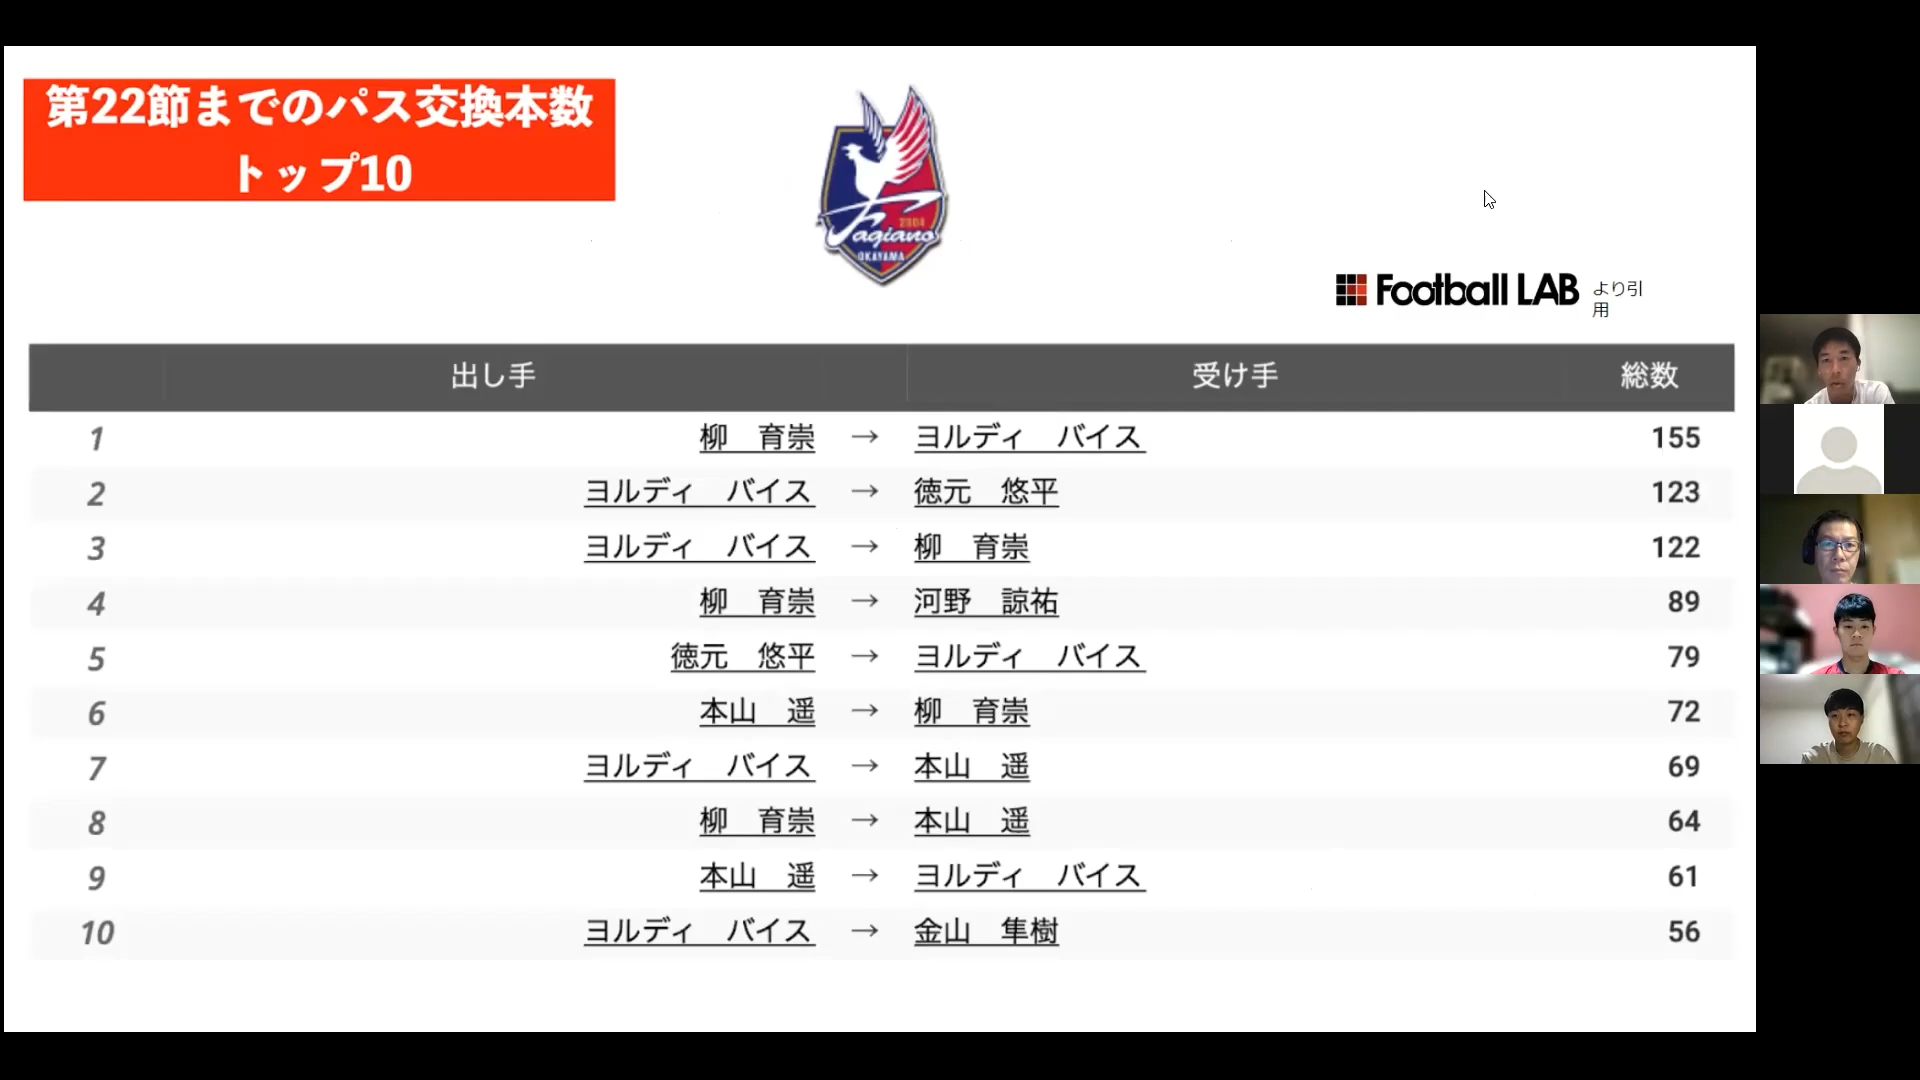 第22節までのパス交換本数
トップ10
2004
Fagiano
OKAYAMA
Football LAB より引
用
出し手 受け手 総数
1 柳　育崇 → ヨルディ　バイス 155
2 ヨルディ　バイス → 徳元　悠平 123
3 ヨルディ　バイス → 柳　育崇 122
4 柳　育崇 → 河野　諒祐 89
5 徳元　悠平 → ヨルディ　バイス 79
6 本山　遥 → 柳　育崇 72
7 ヨルディ　バイス → 本山　遥 69
8 柳　育崇 → 本山　遥 64
9 本山　遥 → ヨルディ　バイス 61
10 ヨルディ　バイス → 金山　隼樹 56